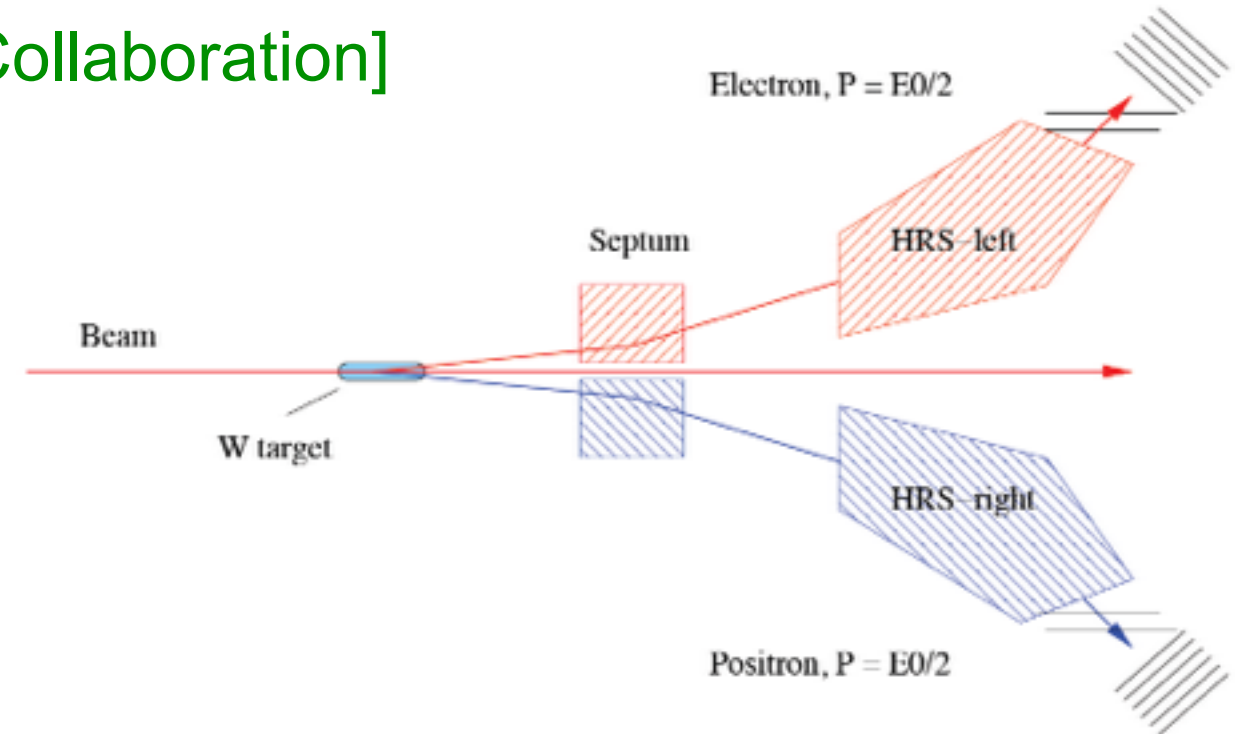 Collaboration]
Electron, P = E0/2
Septum
HRS-left
Beam
W target
HRS-right
Positron, P = E0/2